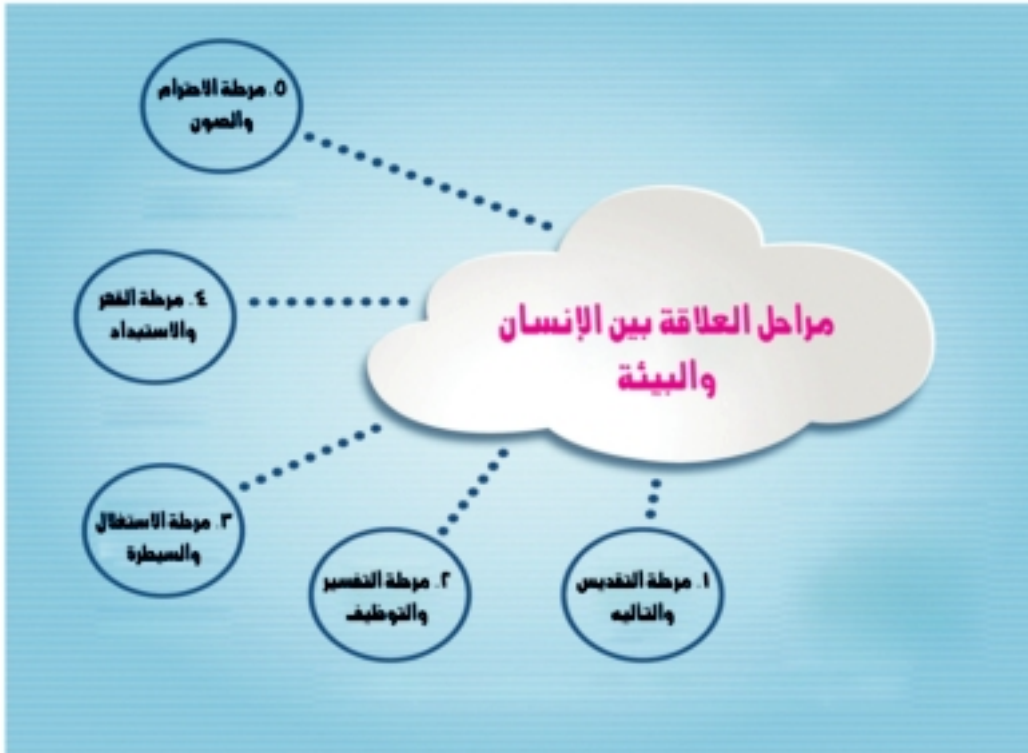 مراحل العلاقة بين الإنسان
والبيئة
١. مرحلة التقديس
والتأليه
٢. مرحلة التفسير
والتوظيف
٣. مرحلة الاستغلال
والسيطرة
٤. مرحلة القهر
والاستبداد
٥. مرحلة الاحترام
والصون